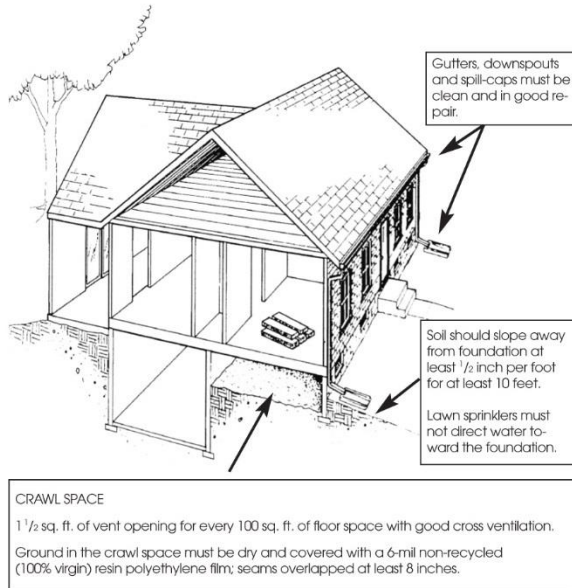 Gutters, downspouts
and spill-caps must be
clean and in good re-
pair.
Soil should slope away
from foundation at
least 1/2 inch per foot
for at least 10 feet.
Lawn sprinklers must
not direct water to-
ward the foundation.
CRAWL SPACE
1 1/2 sq. ft. of vent opening for every 100 sq. ft. of floor space with good cross ventilation.
Ground in the crawl space must be dry and covered with a 6-mil non-recycled
(100% virgin) resin polyethylene film; seams overlapped at least 8 inches.